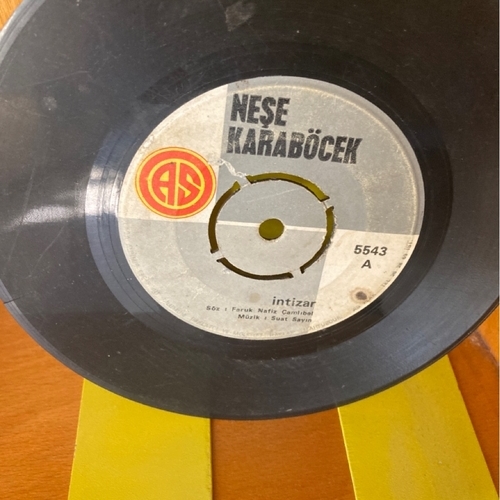 NEŞE
KARABÖCEK
AS
5543
A
intizar
Söz : Faruk Nafiz Çamlıbel
Müzik : Suat Sayın